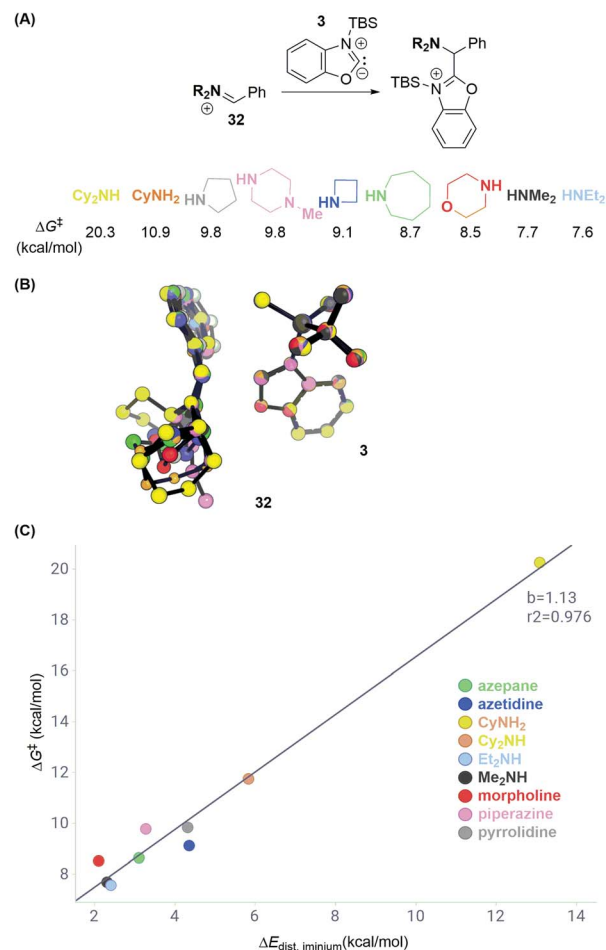 (A)
3
TBS
N
⊕
:
O
⊖
R₂N
⊕
Ph
32
R₂N
Ph
TBS
⊕
N
O
Cy₂NH
CyNH₂
HN
HN
N
Me
HN
HN
NH
O
HNMe₂
HNEt₂
ΔG‡
(kcal/mol)
20.3 10.9 9.8 9.8 9.1 8.7 8.5 7.7 7.6
(B)
3
32
(C)
20
18
16
14
12
10
8
ΔG‡ (kcal/mol)
b=1.13
r2=0.976
azepane
azetidine
CyNH₂
Cy₂NH
Et₂NH
Me₂NH
morpholine
piperazine
pyrrolidine
2 4 6 8 10 12 14
ΔE dist, iminium(kcal/mol)